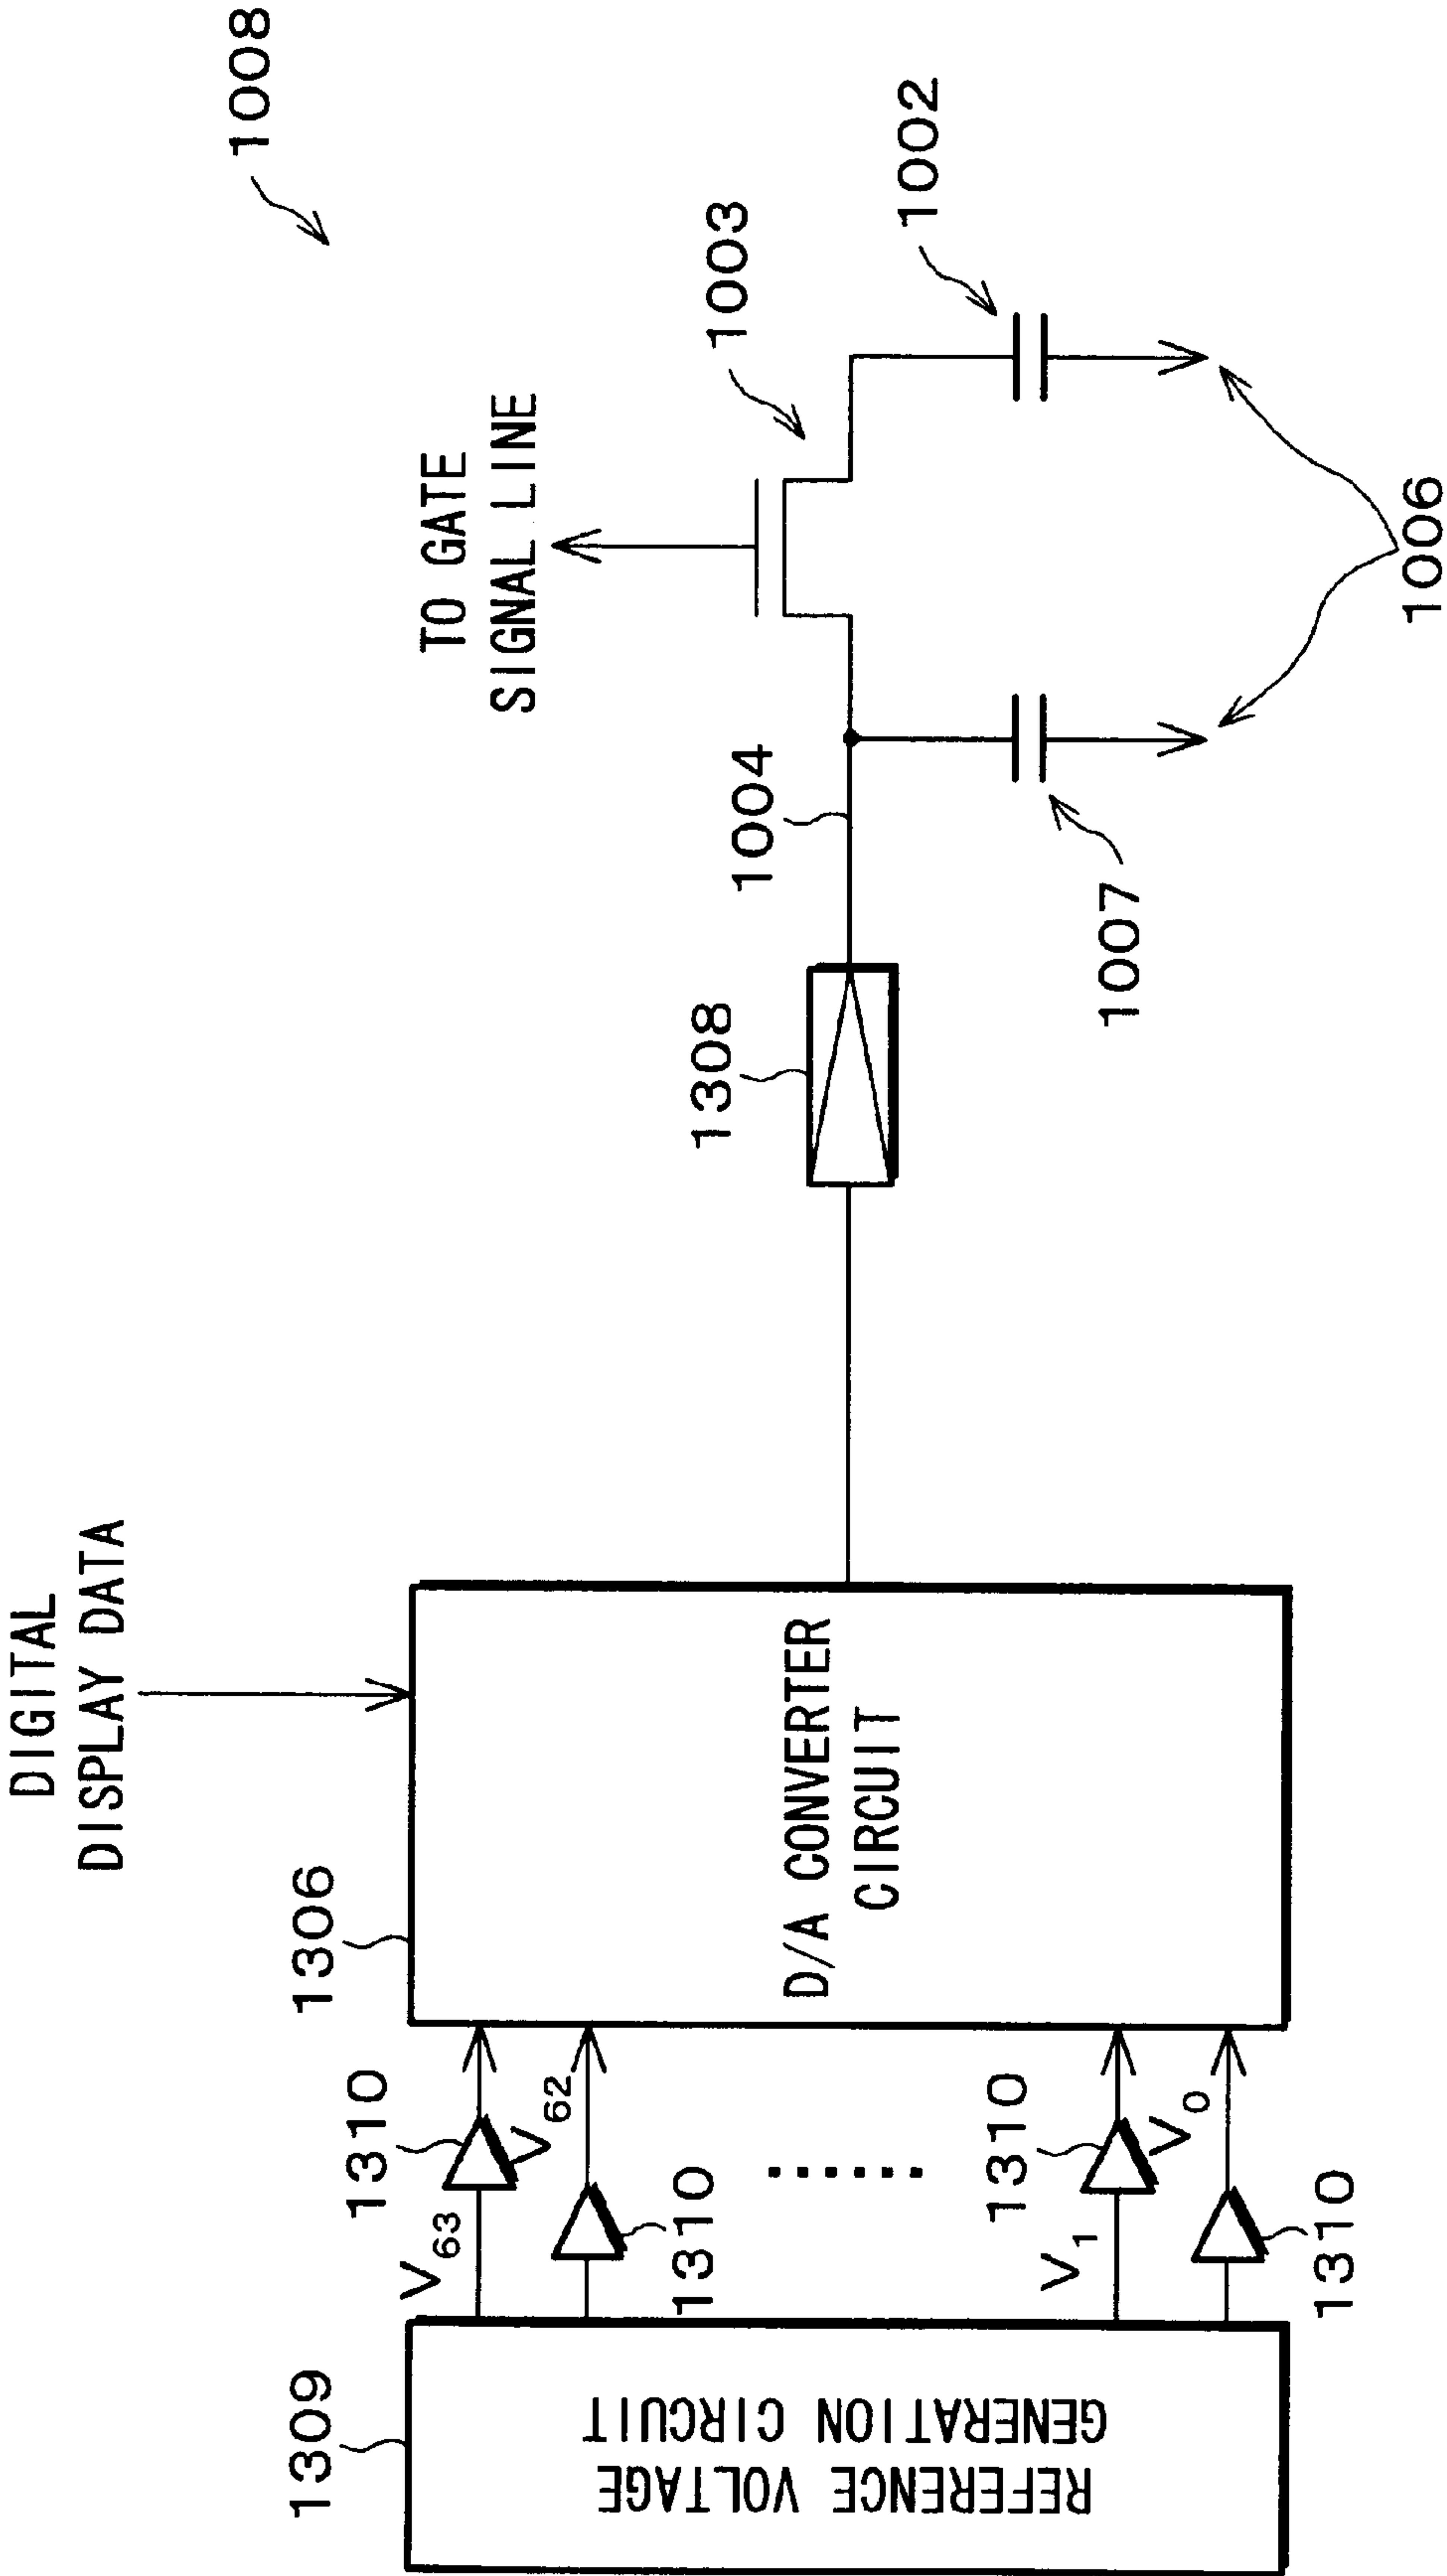 1008
DIGITAL
DISPLAY DATA
1309
1306
1310
V63
V62
1310
1310
V1
V0
1310
REFERENCE VOLTAGE
GENERATION CIRCUIT
D/A CONVERTER
CIRCUIT
1308
1004
TO GATE
SIGNAL LINE
1003
1002
1007
1006